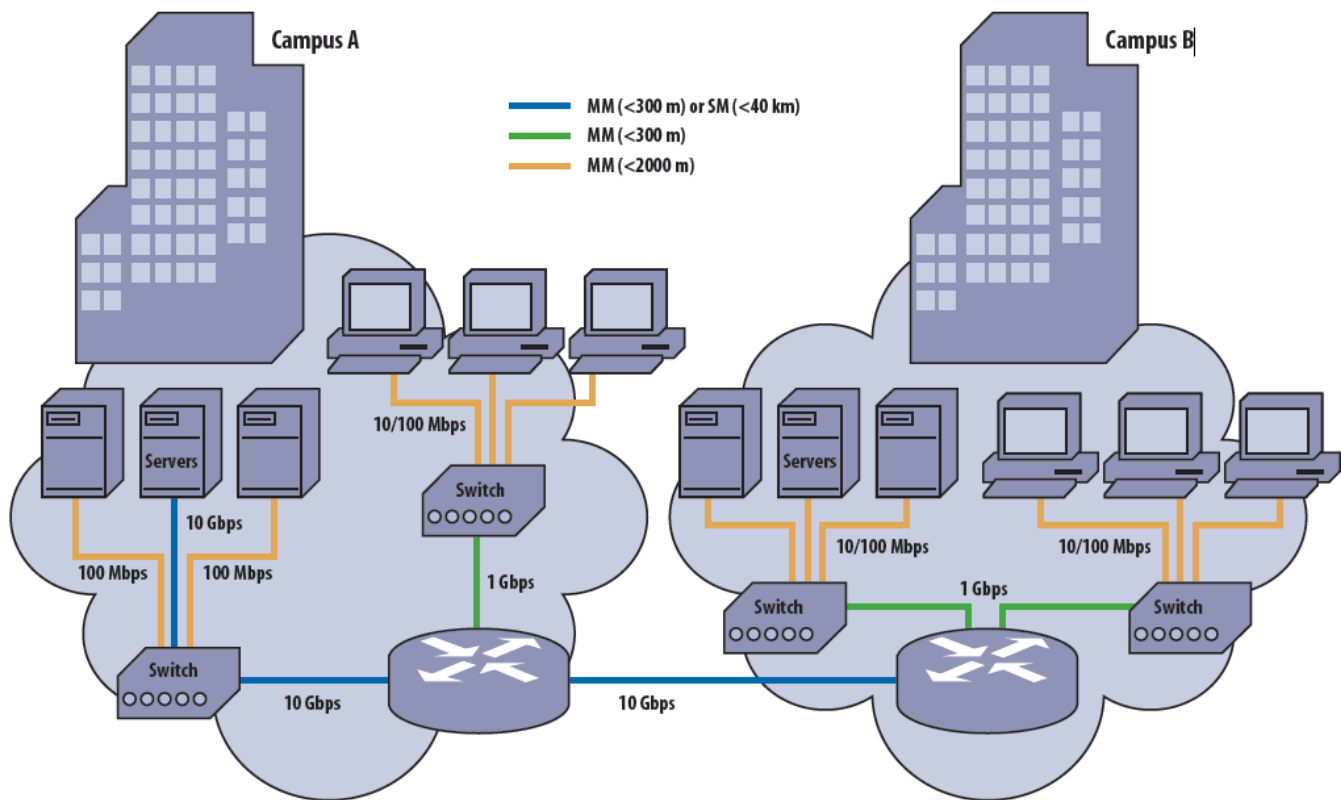 Campus A
Campus B
MM (<300 m) or SM (<40 km)
MM (<300 m)
MM (<2000 m)
10/100 Mbps
Servers
Servers
Switch
10 Gbps
10/100 Mbps
10/100 Mbps
100 Mbps
100 Mbps
1 Gbps
1 Gbps
Switch
Switch
Switch
10 Gbps
10 Gbps